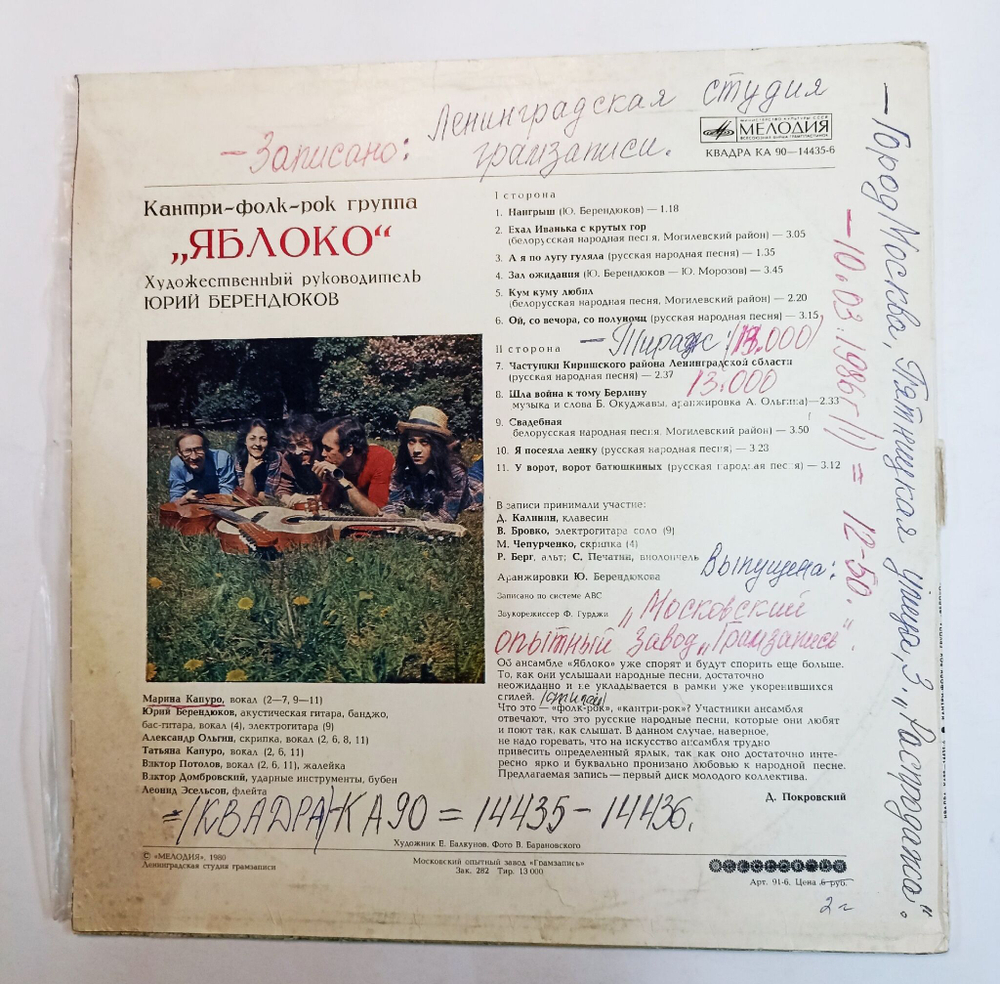 — Записано: Ленинградская студия
грамзаписи.
МИНИСТЕРСТВО КУЛЬТУРЫ СССР
МЕЛОДИЯ
ВСЕСОЮЗНАЯ ФИРМА ГРАМПЛАСТИНОК
КВАДРА КА 90—14435-6
Кантри-фолк-рок группа
„ЯБЛОКО“
Художественный руководитель
ЮРИЙ БЕРЕНДЮКОВ
I сторона
1. Наигрыш (Ю. Берендюков) — 1.18
2. Ехал Иванька с крутых гор
(белорусская народная песня, Могилевский район) — 3.05
3. А я по лугу гуляла (русская народная песня) — 1.35
4. Зал ожидания (Ю. Берендюков — Ю. Морозов) — 3.45
5. Кум куму любил
(белорусская народная песня, Могилевский район) — 2.20
6. Ой, со вечора, со полуночи (русская народная песня) — 3.15
— Тираж: (13.000)
II сторона
7. Частушки Киришского района Ленинградской области
(русская народная песня) — 2.37
13.000
8. Шла война к тому Берлину
музыка и слова Б. Окуджавы, аранжировка А. Ольгина)—2.33
9. Свадебная
белорусская народная песня, Могилевский район) — 3.50
10. Я посеяла ленку (русская народная песня) — 3 23
11. У ворот, ворот батюшкиных (русская народная песня) — 3.12
В записи принимали участие:
Д. Калинин, клавесин
В. Бровко, электрогитара соло (9)
М. Чепурченко, скрипка (4)
Р. Берг, альт; С. Печатин, виолончель
Аранжировки Ю. Берендюкова
Выпущена:
Записано по системе АВС
Звукорежиссер Ф. Гурджи
„Московский
опытный завод „Грамзапись“.
Об ансамбле «Яблоко» уже спорят и будут спорить еще больше.
То, как они услышали народные песни, достаточно
неожиданно и не укладывается в рамки уже укоренившихся
стилей. (стилей)
Что это — «фолк-рок», «кантри-рок»? Участники ансамбля
отвечают, что это русские народные песни, которые они любят
и поют так, как слышат. В данном случае, наверное,
не надо горевать, что на искусство ансамбля трудно
привесить определенный ярлык, так как оно достаточно инте-
ресно ярко и буквально пронизано любовью к народной песне.
Предлагаемая запись — первый диск молодого коллектива.
Д. Покровский
Марина Капуро, вокал (2—7, 9—11)
Юрий Берендюков, акустическая гитара, банджо,
бас-гитара, вокал (4), электрогитара (9)
Александр Ольгин, скрипка, вокал (2, 6, 8, 11)
Татьяна Капуро, вокал (2, 6, 11)
Виктор Потолов, вокал (2, 6, 11), жалейка
Виктор Домбровский, ударные инструменты, бубен
Леонид Эсельсон, флейта
=(КВАДРА)-КА90 = 14435 — 14436.
Художник Е. Балкунов. Фото В. Барановского
© «МЕЛОДИЯ», 1980
Ленинградская студия грамзаписи
Московский опытный завод «Грамзапись»
Зак. 282 Тир. 13 000
Арт. 91-6. Цена 6 руб.
— Город Москва, Пятницкая улица, 3. „Распродажа“.
— 10.03.1986г.)) = 12-50.